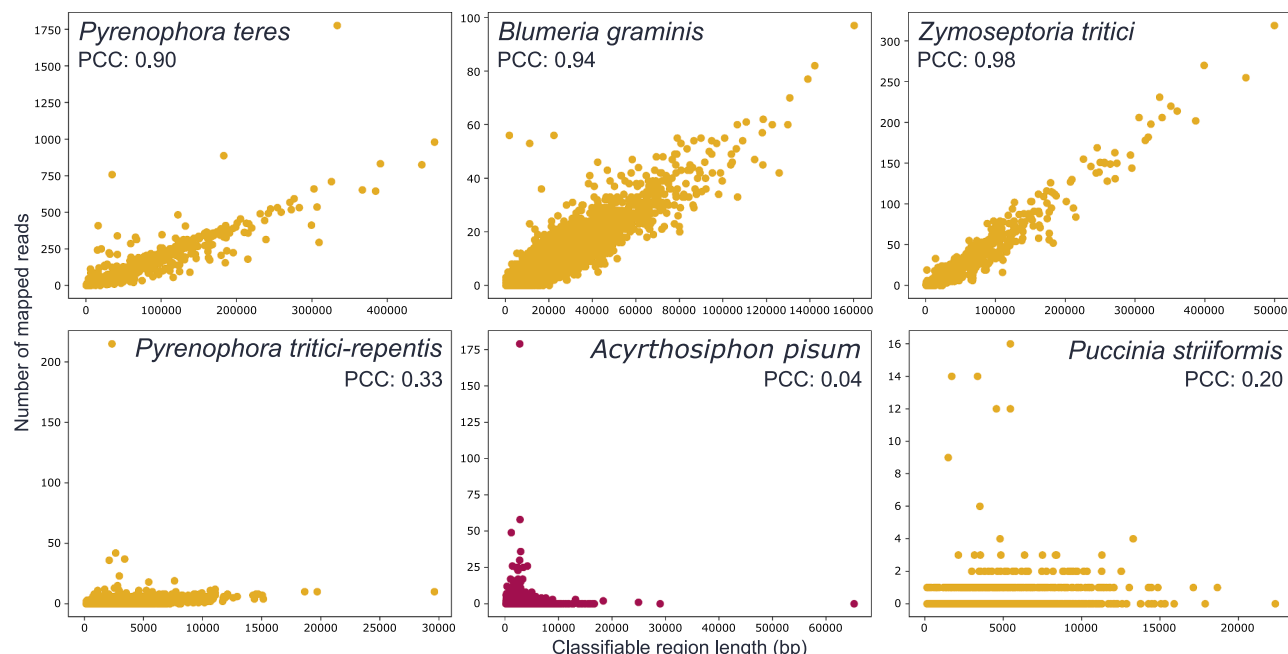 Number of mapped reads
Pyrenophora teres
PCC: 0.90
1750
1500
1250
1000
750
500
250
0
0 100000 200000 300000 400000
Blumeria graminis
PCC: 0.94
100
80
60
40
20
0
0 20000 40000 60000 80000 100000 120000 140000 160000
Zymoseptoria tritici
PCC: 0.98
300
250
200
150
100
50
0
0 100000 200000 300000 400000 50000
Pyrenophora tritici-repentis
PCC: 0.33
200
150
100
50
0
0 5000 10000 15000 20000 25000 30000
Acyrthosiphon pisum
PCC: 0.04
175
150
125
100
75
50
25
0
0 10000 20000 30000 40000 50000 60000
Puccinia striiformis
PCC: 0.20
16
14
12
10
8
6
4
2
0
0 5000 10000 15000 20000
Classifiable region length (bp)